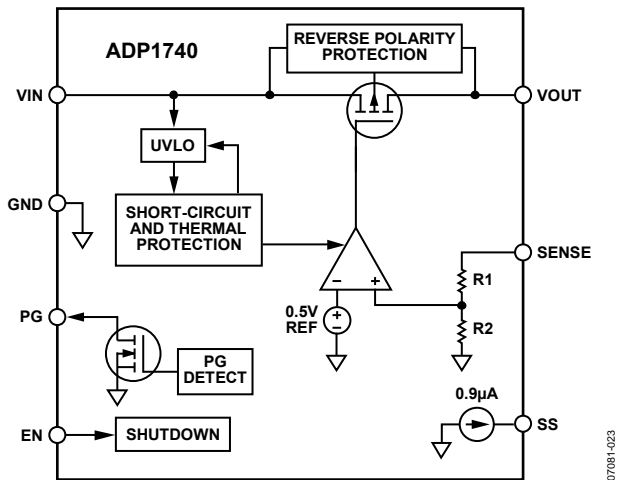 ADP1740
REVERSE POLARITY
PROTECTION
VIN
VOUT
UVLO
GND
SHORT-CIRCUIT
AND THERMAL
PROTECTION
SENSE
R1
–
+
PG
0.5V
REF
+
–
R2
PG
DETECT
0.9µA
EN
SHUTDOWN
SS
07081-023